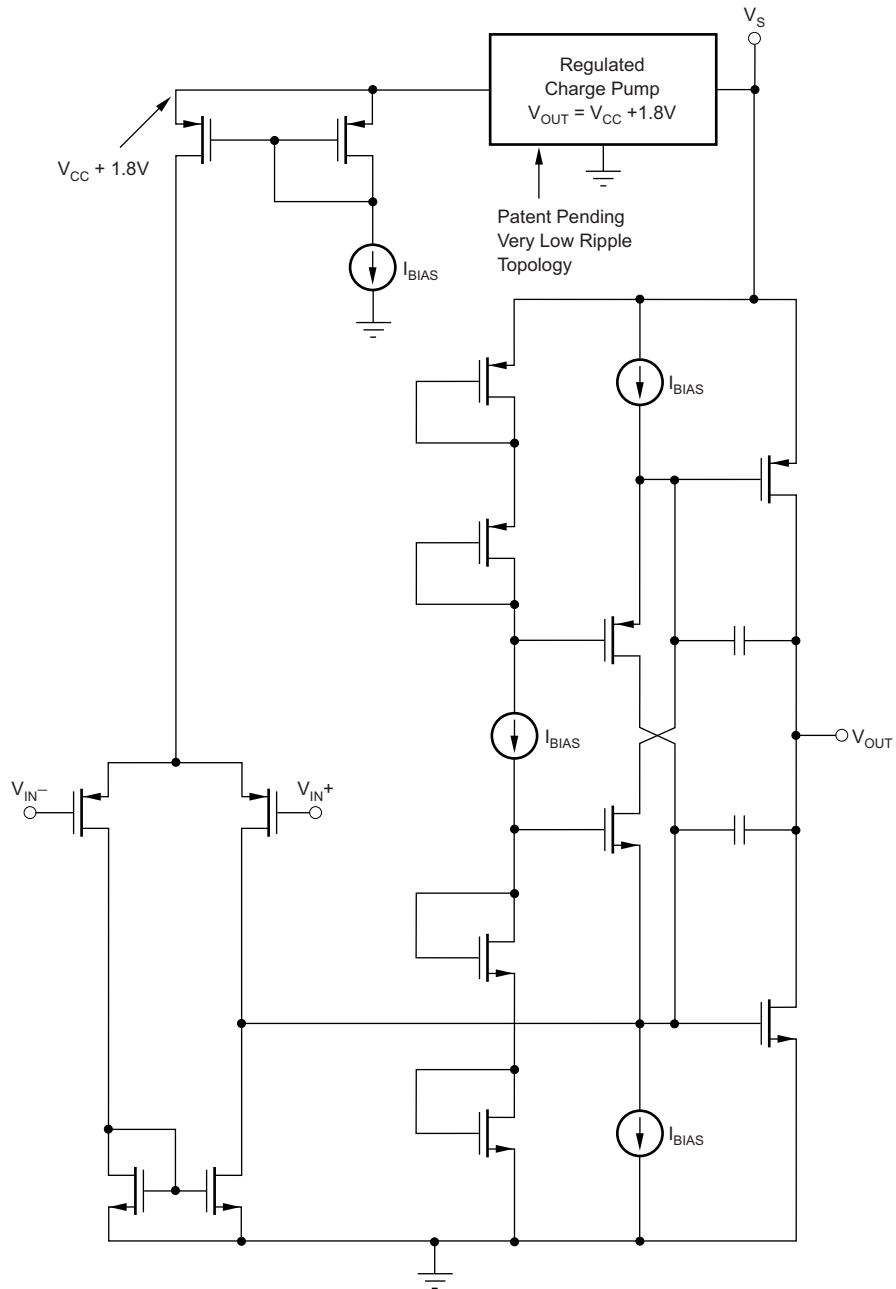 V_S
Regulated
Charge Pump
V_OUT = V_CC +1.8V
V_CC + 1.8V
Patent Pending
Very Low Ripple
Topology
I_BIAS
I_BIAS
I_BIAS
V_OUT
V_IN–
V_IN+
I_BIAS